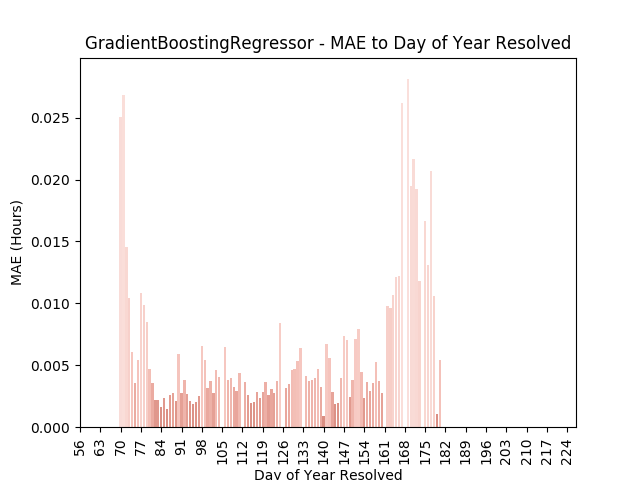 GradientBoostingRegressor - MAE to Day of Year Resolved
MAE (Hours)
0.025
0.020
0.015
0.010
0.005
0.000
56 63 70 77 84 91 98 105 112 119 126 133 140 147 154 161 168 175 182 189 196 203 210 217 224
Day of Year Resolved